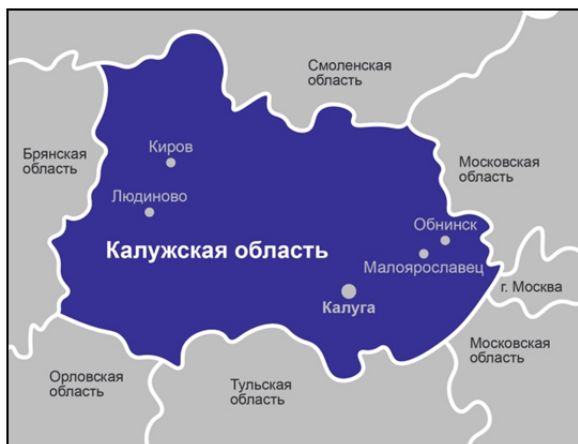 Смоленская
область
Брянская
область
Киров
Московская
область
Людиново
Обнинск
Калужская область
Малоярославец
г. Москва
Калуга
Московская
область
Орловская
область
Тульская
область